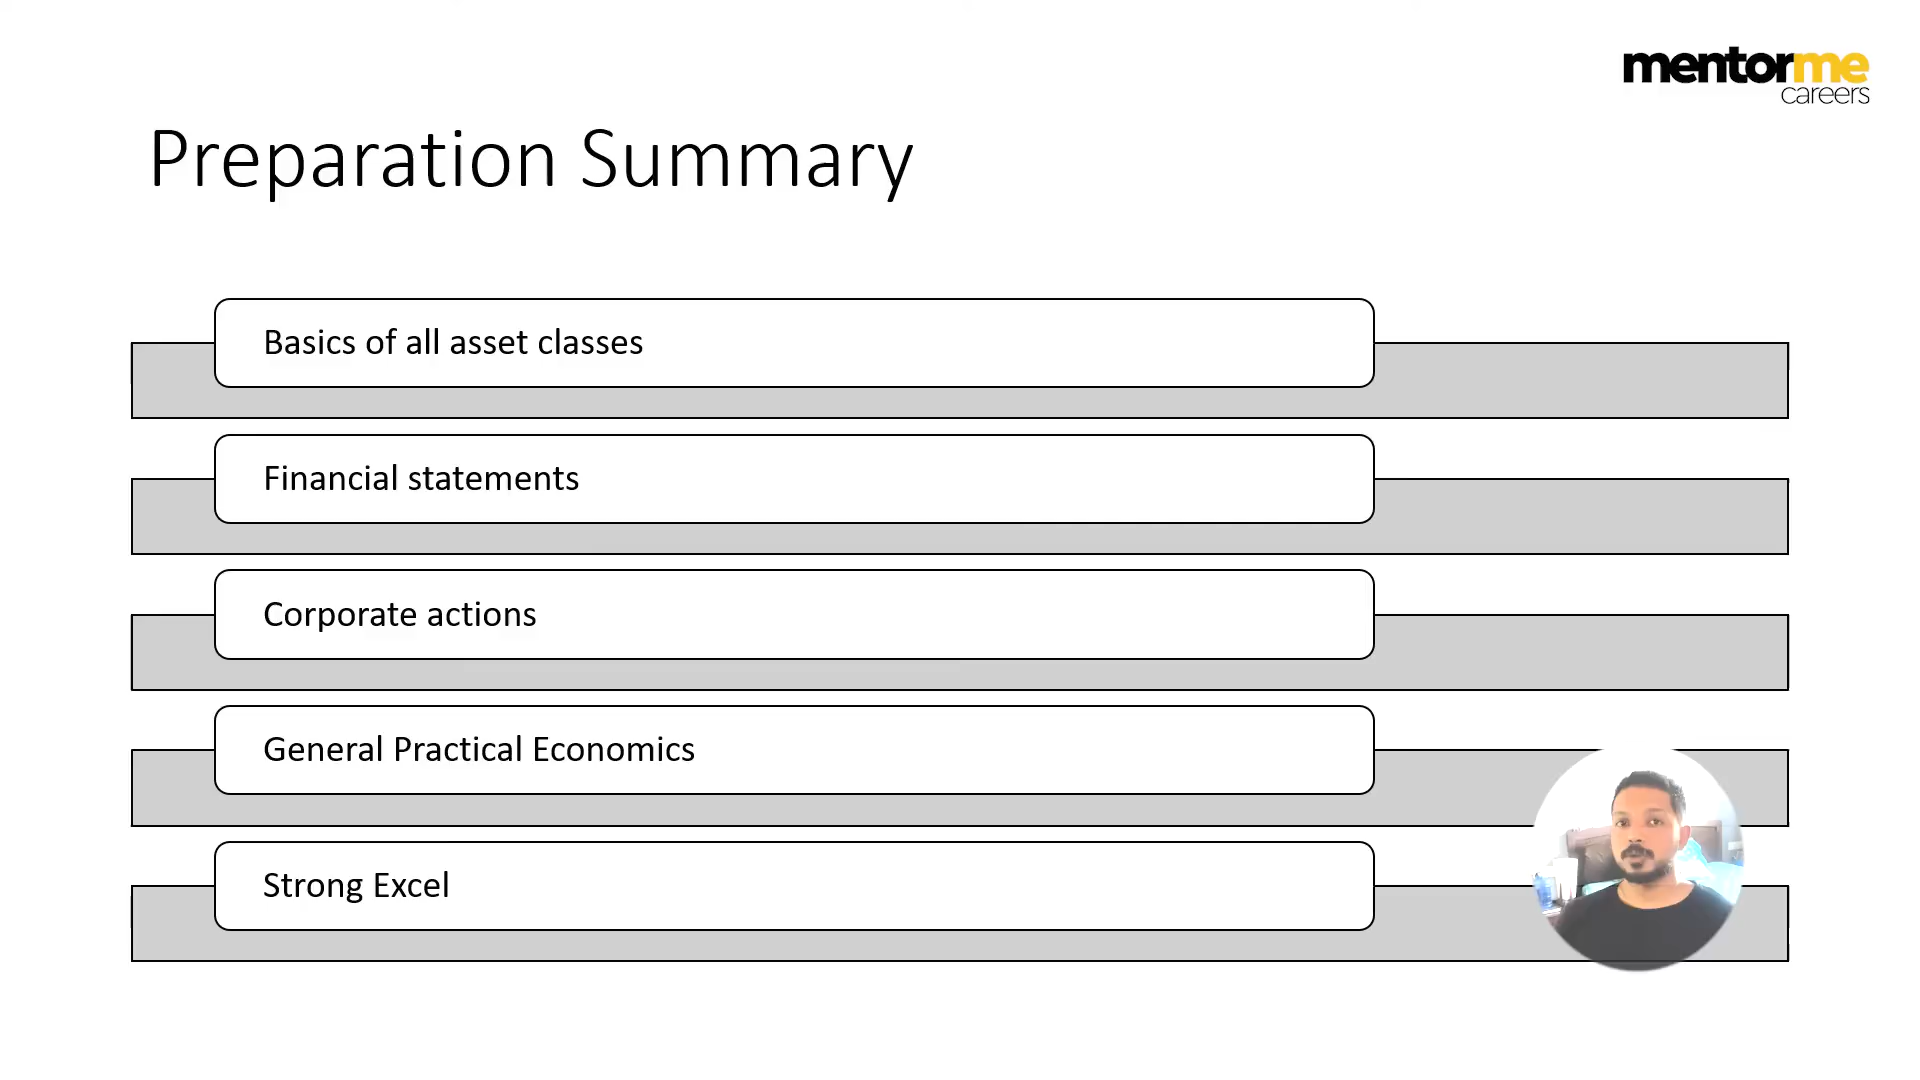 mentorme
careers
Preparation Summary
Basics of all asset classes
Financial statements
Corporate actions
General Practical Economics
Strong Excel